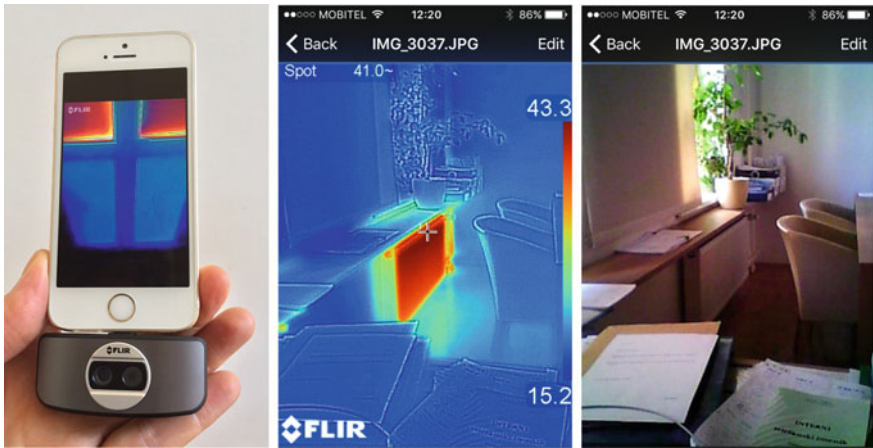 FLIR
FLIR
MOBITEL 12:20 86%
Back IMG_3037.JPG Edit
Spot 41.0~
43.3
15.2
FLIR
MOBITEL 12:20 86%
Back IMG_3037.JPG Edit
INTERNI